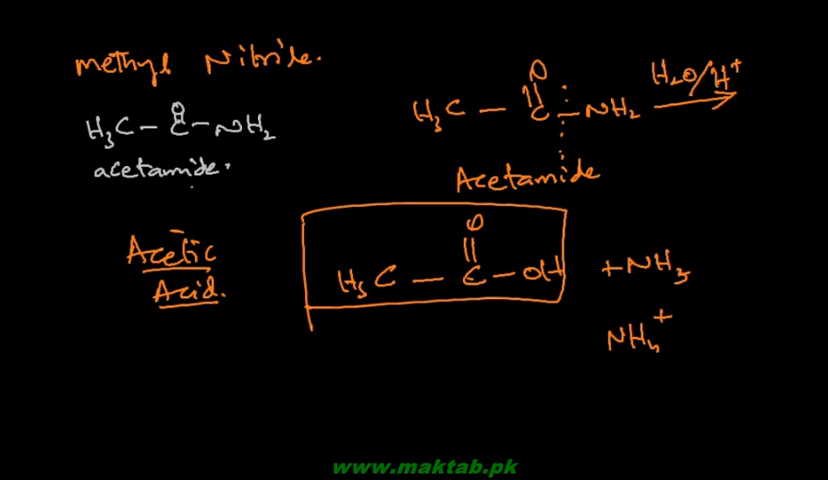 Methyl Nitrile.
O
H₃C – C – NH₂
acetamide.
O
H₃C – C – NH₂
H₂O/H⁺
Acetamide
Acetic
Acid.
O
H₃C – C – OH
+ NH₃
NH₄⁺
www.maktab.pk